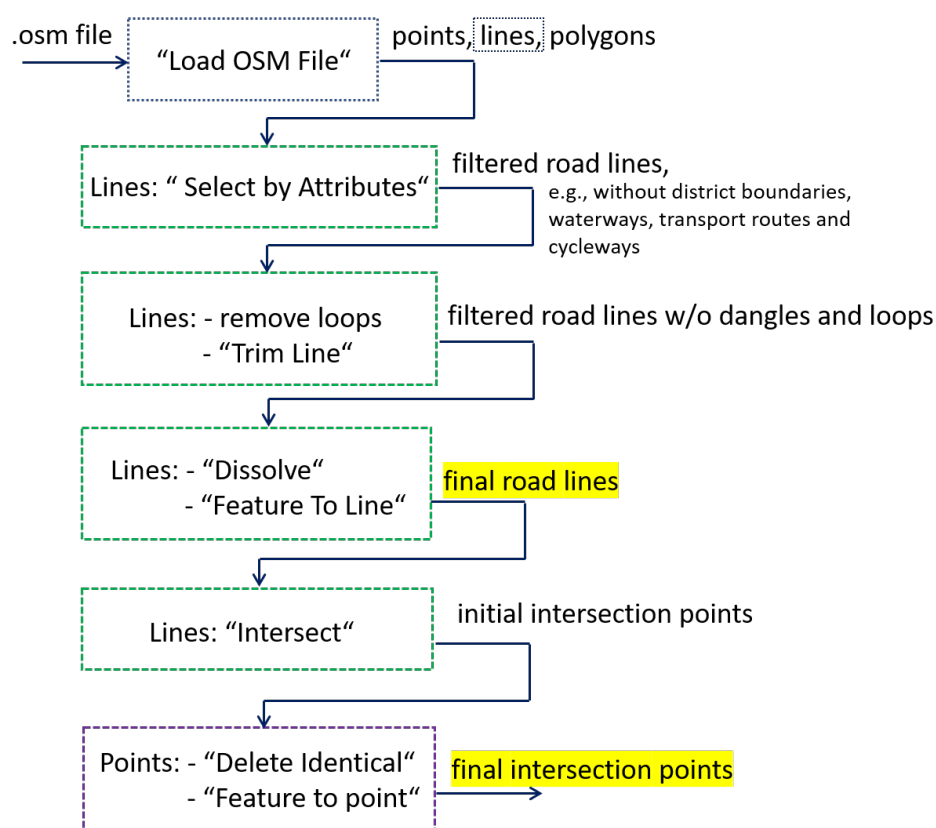 .osm file
“Load OSM File“
points, lines, polygons
Lines: “ Select by Attributes“
filtered road lines,
e.g., without district boundaries,
waterways, transport routes and
cycleways
Lines: - remove loops
- “Trim Line“
filtered road lines w/o dangles and loops
Lines: - “Dissolve“
- “Feature To Line“
final road lines
Lines: “Intersect“
initial intersection points
Points: - “Delete Identical“
- “Feature to point“
final intersection points